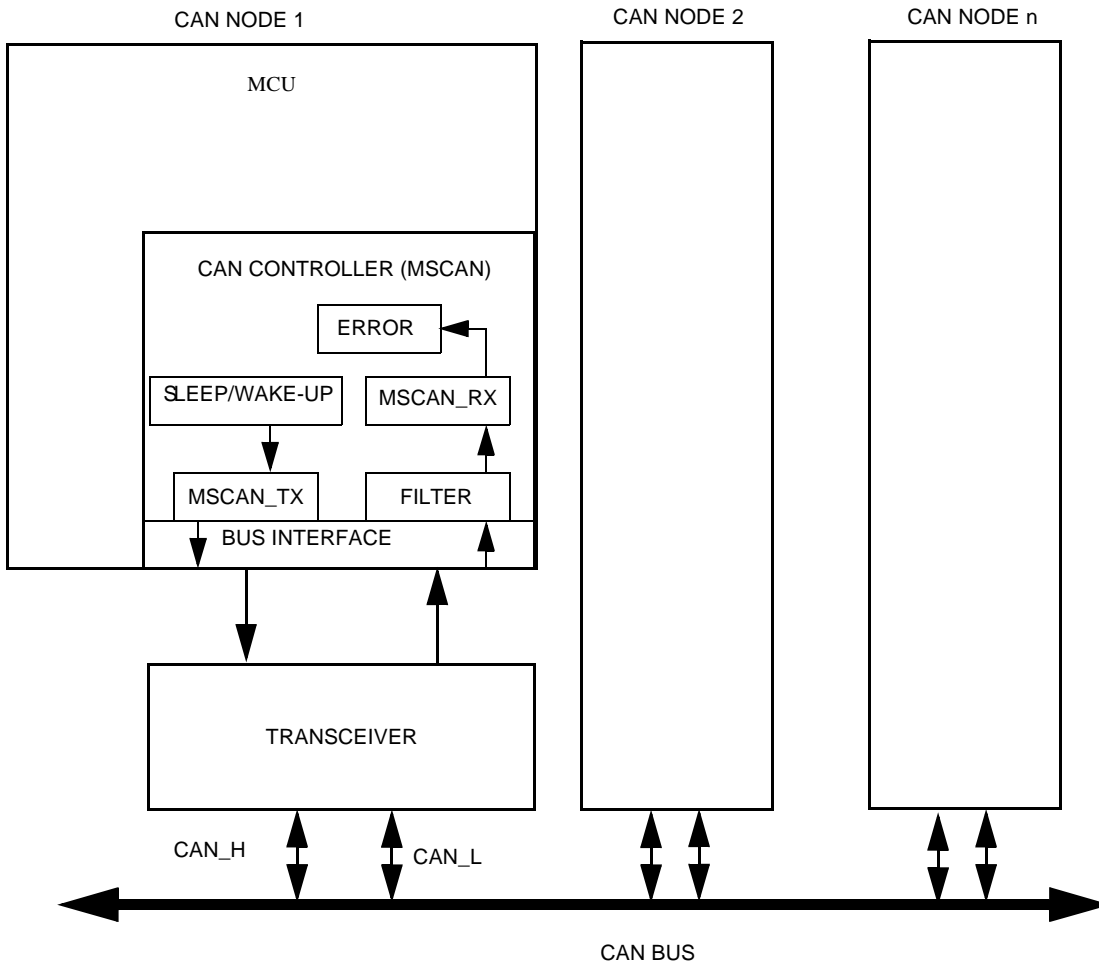 CAN NODE 1
CAN NODE 2
CAN NODE n
MCU
CAN CONTROLLER (MSCAN)
ERROR
SLEEP/WAKE-UP
MSCAN_RX
MSCAN_TX
FILTER
BUS INTERFACE
TRANSCEIVER
CAN_H
CAN_L
CAN BUS